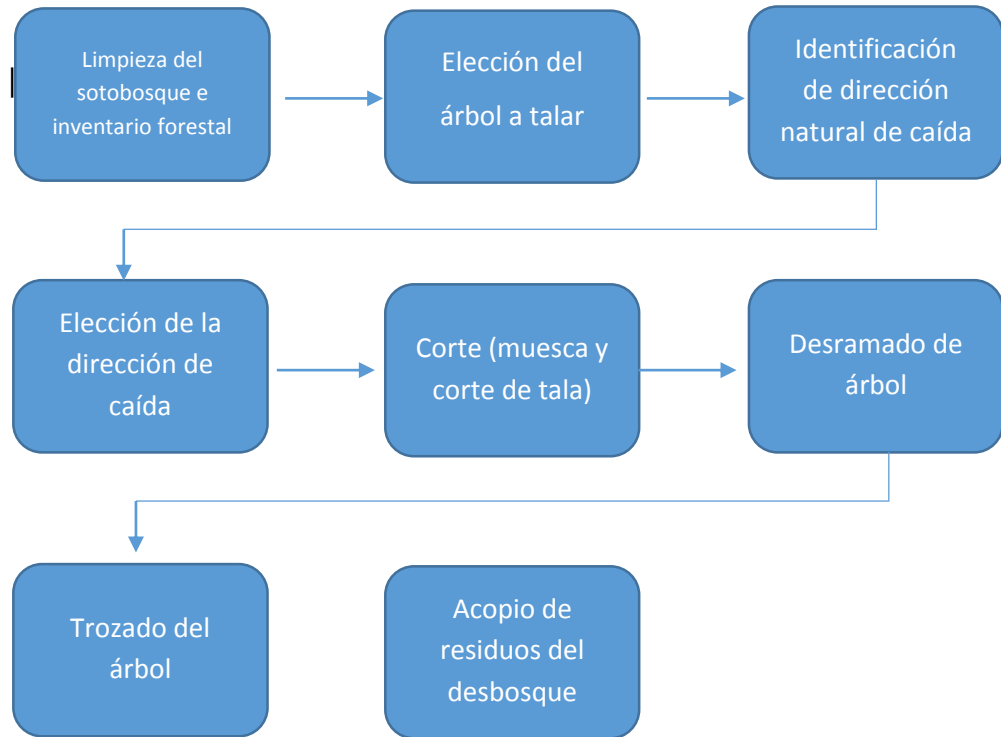 Limpieza del
sotobosque e
inventario forestal
Elección del
árbol a talar
Identificación
de dirección
natural de caída
Elección de la
dirección de
caída
Corte (muesca y
corte de tala)
Desramado de
árbol
Trozado del
árbol
Acopio de
residuos del
desbosque